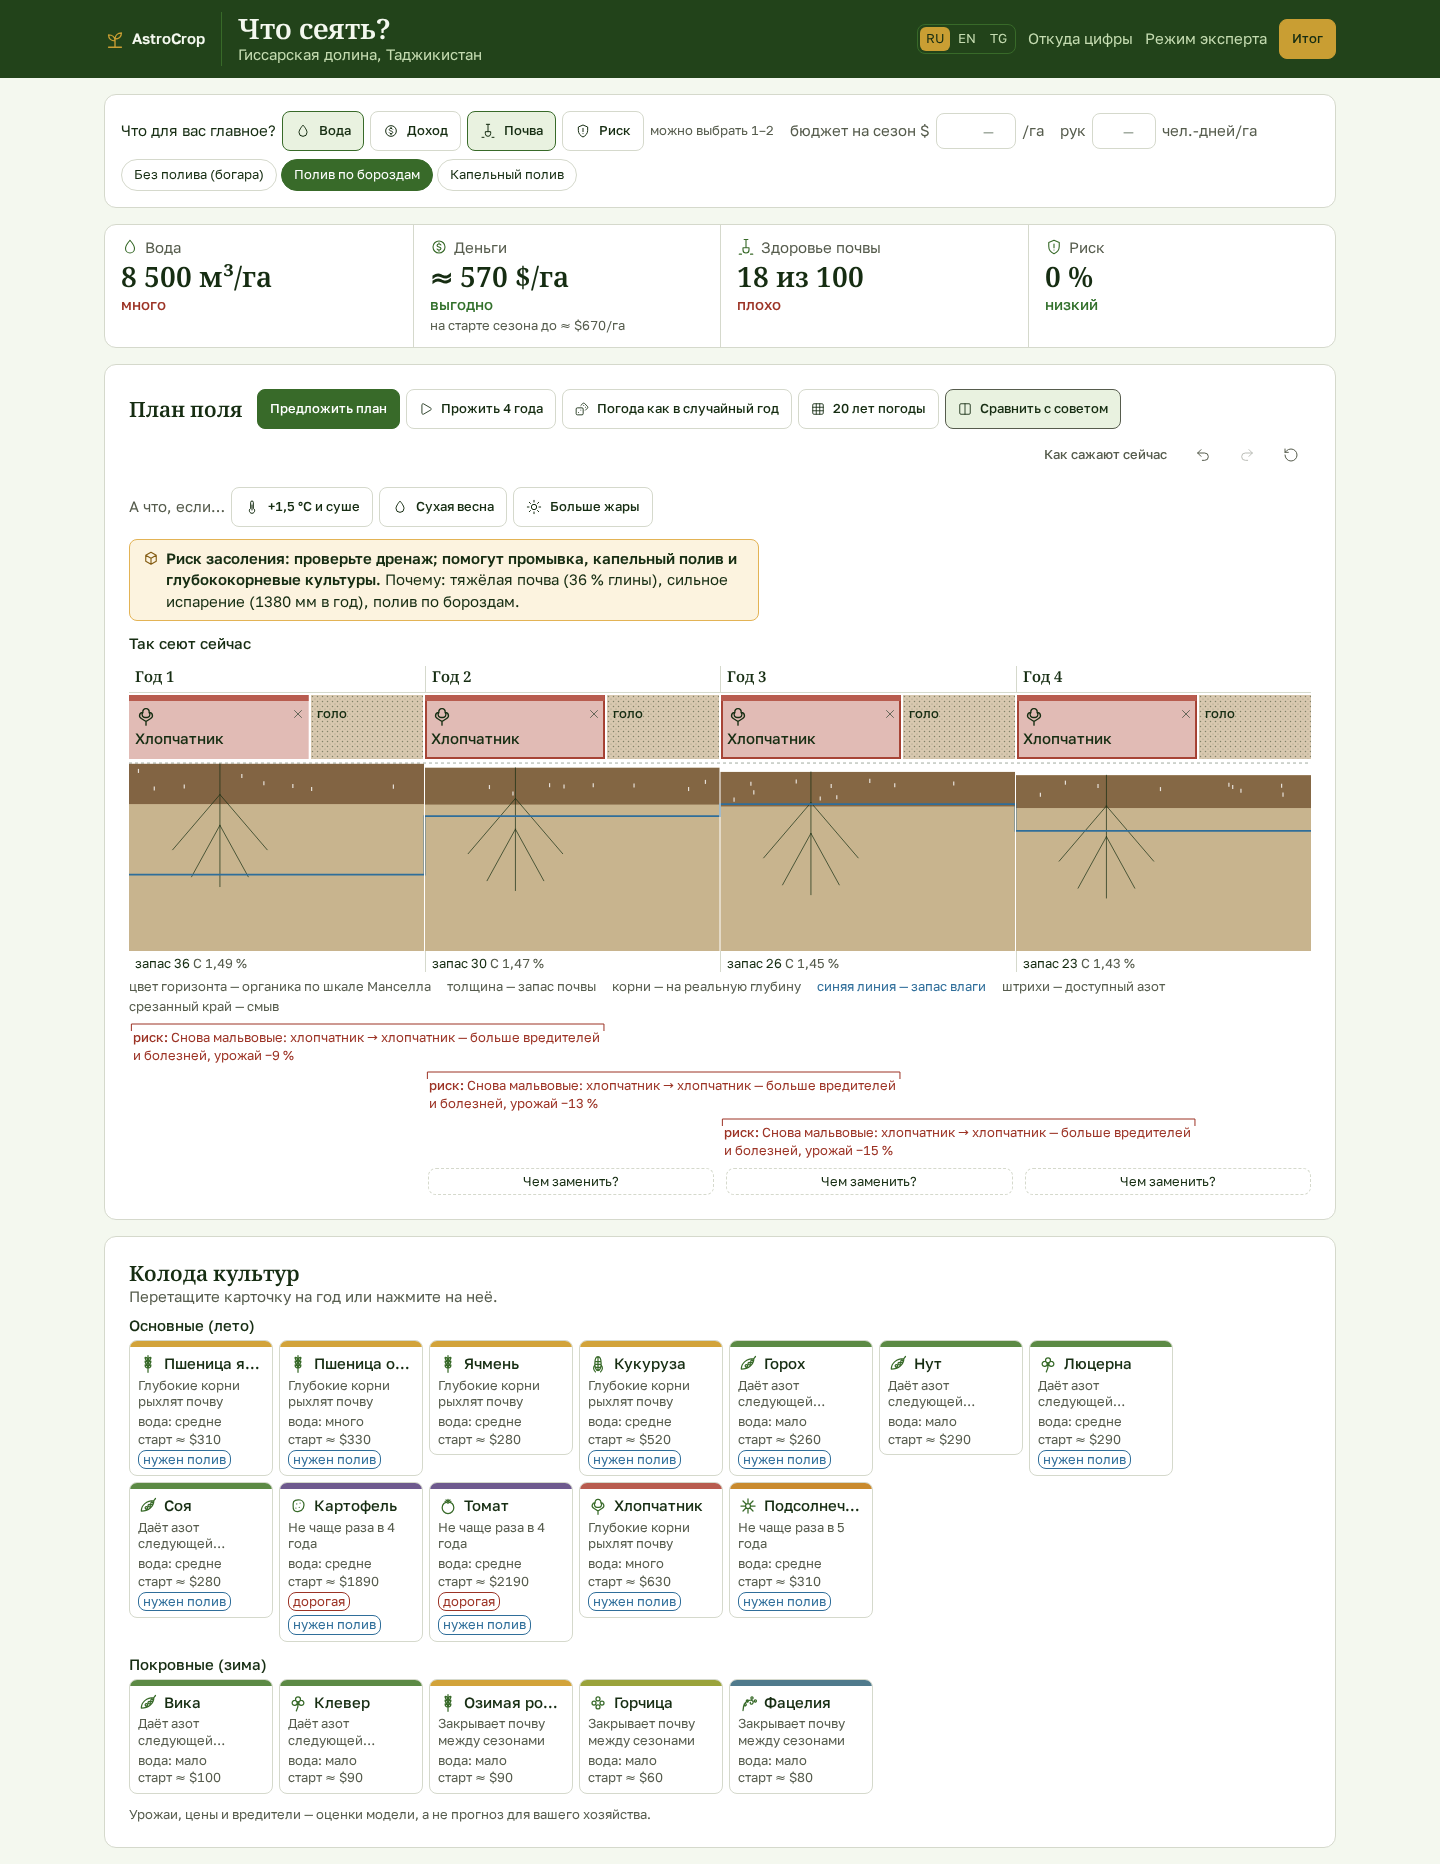 AstroCrop
Что сеять?
Гиссарская долина, Таджикистан
RU EN TG Откуда цифры Режим эксперта Итог
Что для вас главное? Вода Доход Почва Риск можно выбрать 1–2 бюджет на сезон $ — /га рук — чел.-дней/га
Без полива (богара) Полив по бороздам Капельный полив
Вода Деньги Здоровье почвы Риск
8 500 м³/га ≈ 570 $/га 18 из 100 0 %
МНОГО ВЫГОДНО ПЛОХО НИЗКИЙ
на старте сезона до ≈ $670/га
План поля Предложить план Прожить 4 года Погода как в случайный год 20 лет погоды Сравнить с советом
Как сажают сейчас
А что, если… +1,5 °C и суше Сухая весна Больше жары
Риск засоления: проверьте дренаж; помогут промывка, капельный полив и
глубококорневые культуры. Почему: тяжёлая почва (36 % глины), сильное
испарение (1380 мм в год), полив по бороздам.
Так сеют сейчас
Год 1 Год 2 Год 3 Год 4
голо голо голо голо
Хлопчатник Хлопчатник Хлопчатник Хлопчатник
запас 36 C 1,49 % запас 30 C 1,47 % запас 26 C 1,45 % запас 23 C 1,43 %
цвет горизонта — органика по шкале Манселла толщина — запас почвы корни — на реальную глубину синяя линия — запас влаги штрихи — доступный азот
срезанный край — смыв
риск: Снова мальвовые: хлопчатник → хлопчатник — больше вредителей
и болезней, урожай −9 %
риск: Снова мальвовые: хлопчатник → хлопчатник — больше вредителей
и болезней, урожай −13 %
риск: Снова мальвовые: хлопчатник → хлопчатник — больше вредителей
и болезней, урожай −15 %
Чем заменить? Чем заменить? Чем заменить?
Колода культур
Перетащите карточку на год или нажмите на неё.
Основные (лето)
Пшеница я… Пшеница о… Ячмень Кукуруза Горох Нут Люцерна
Глубокие корни Глубокие корни Глубокие корни Глубокие корни Даёт азот Даёт азот Даёт азот
рыхлят почву рыхлят почву рыхлят почву рыхлят почву следующей… следующей… следующей…
вода: средне вода: много вода: средне вода: средне вода: мало вода: мало вода: средне
старт ≈ $310 старт ≈ $330 старт ≈ $280 старт ≈ $520 старт ≈ $260 старт ≈ $290 старт ≈ $290
нужен полив нужен полив нужен полив нужен полив нужен полив
Соя Картофель Томат Хлопчатник Подсолнеч…
Даёт азот Не чаще раза в 4 Не чаще раза в 4 Глубокие корни Не чаще раза в 5
следующей… года года рыхлят почву года
вода: средне вода: средне вода: средне вода: много вода: средне
старт ≈ $280 старт ≈ $1890 старт ≈ $2190 старт ≈ $630 старт ≈ $310
нужен полив дорогая дорогая нужен полив нужен полив
нужен полив нужен полив
Покровные (зима)
Вика Клевер Озимая ро… Горчица Фацелия
Даёт азот Даёт азот Закрывает почву Закрывает почву Закрывает почву
следующей… следующей… между сезонами между сезонами между сезонами
вода: мало вода: мало вода: мало вода: мало вода: мало
старт ≈ $100 старт ≈ $90 старт ≈ $90 старт ≈ $60 старт ≈ $80
Урожаи, цены и вредители — оценки модели, а не прогноз для вашего хозяйства.